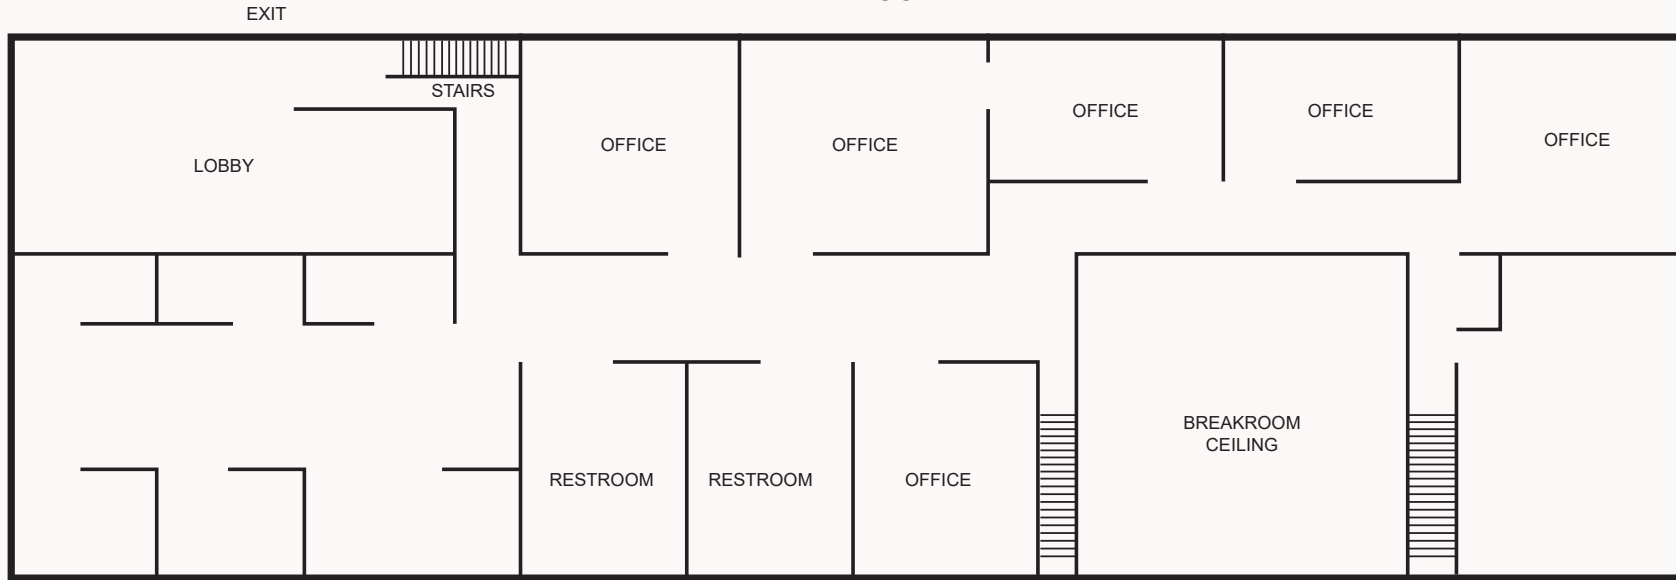 EXIT
STAIRS
LOBBY
OFFICE
OFFICE
OFFICE
OFFICE
OFFICE
BREAKROOM
CEILING
RESTROOM
RESTROOM
OFFICE